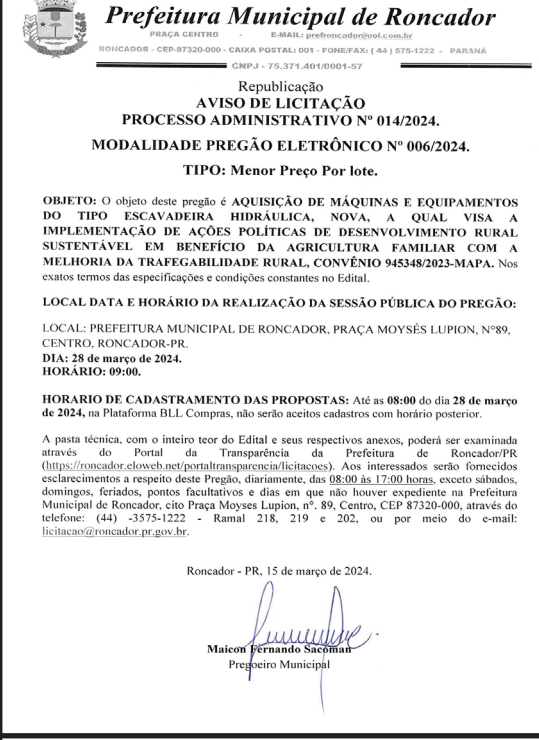 Prefeitura Municipal de Roncador
PRAÇA CENTRO - E-MAIL: prefroncador@uol.com.br
RONCADOR - CEP-87320-000 - CAIXA POSTAL: 001 - FONE/FAX: ( 44 ) 575-1222 - PARANÁ
CNPJ - 75.371.401/0001-57
Republicação
AVISO DE LICITAÇÃO
PROCESSO ADMINISTRATIVO Nº 014/2024.
MODALIDADE PREGÃO ELETRÔNICO Nº 006/2024.
TIPO: Menor Preço Por lote.
OBJETO: O objeto deste pregão é AQUISIÇÃO DE MÁQUINAS E EQUIPAMENTOS
DO TIPO ESCAVADEIRA HIDRÁULICA, NOVA, A QUAL VISA A
IMPLEMENTAÇÃO DE AÇÕES POLÍTICAS DE DESENVOLVIMENTO RURAL
SUSTENTÁVEL EM BENEFÍCIO DA AGRICULTURA FAMILIAR COM A
MELHORIA DA TRAFEGABILIDADE RURAL, CONVÊNIO 945348/2023-MAPA. Nos
exatos termos das especificações e condições constantes no Edital.
LOCAL DATA E HORÁRIO DA REALIZAÇÃO DA SESSÃO PÚBLICA DO PREGÃO:
LOCAL: PREFEITURA MUNICIPAL DE RONCADOR, PRAÇA MOYSÉS LUPION, N°89,
CENTRO, RONCADOR-PR.
DIA: 28 de março de 2024.
HORÁRIO: 09:00.
HORARIO DE CADASTRAMENTO DAS PROPOSTAS: Até as 08:00 do dia 28 de março
de 2024, na Plataforma BLL Compras, não serão aceitos cadastros com horário posterior.
A pasta técnica, com o inteiro teor do Edital e seus respectivos anexos, poderá ser examinada
através do Portal da Transparência da Prefeitura de Roncador/PR
(https://roncador.eloweb.net/portaltransparencia/licitacoes). Aos interessados serão fornecidos
esclarecimentos a respeito deste Pregão, diariamente, das 08:00 às 17:00 horas, exceto sábados,
domingos, feriados, pontos facultativos e dias em que não houver expediente na Prefeitura
Municipal de Roncador, cito Praça Moyses Lupion, n°. 89, Centro, CEP 87320-000, através do
telefone: (44) -3575-1222 - Ramal 218, 219 e 202, ou por meio do e-mail:
licitacao@roncador.pr.gov.br.
Roncador - PR, 15 de março de 2024.
Maicon Fernando Sacoman
Pregoeiro Municipal